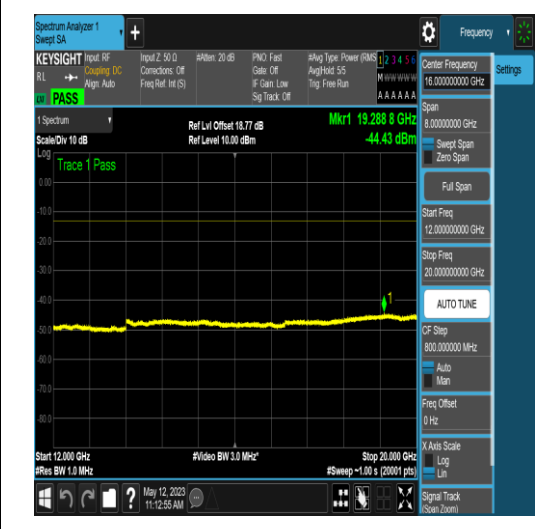 Spectrum Analyzer 1
Swept SA
Frequency
KEYSIGHT
Input: RF
Coupling: DC
Align: Auto
RL
PASS
Input Z: 50 Ω
Corrections: Off
Freq Ref: Int (S)
#Atten: 20 dB
PNO: Fast
Gate: Off
IF Gain: Low
Sig Track: Off
#Avg Type: Power (RMS
Avg|Hold: 5/5
Trig: Free Run
1 2 3 4 5 6
M W W W W W
A A A A A A
1 Spectrum
Scale/Div 10 dB
Ref Lvl Offset 18.77 dB
Ref Level 10.00 dBm
Mkr1 19.288 8 GHz
-44.43 dBm
Log
Trace 1 Pass
0.00
-10.0
-20.0
-30.0
-40.0
-50.0
-60.0
-70.0
-80.0
1
Start 12.000 GHz
#Res BW 1.0 MHz
#Video BW 3.0 MHz*
Stop 20.000 GHz
#Sweep ~1.00 s (20001 pts)
May 12, 2023
11:12:55 AM
Center Frequency
16.000000000 GHz
Settings
Span
8.00000000 GHz
Swept Span
Zero Span
Full Span
Start Freq
12.000000000 GHz
Stop Freq
20.000000000 GHz
AUTO TUNE
CF Step
800.000000 MHz
Auto
Man
Freq Offset
0 Hz
X Axis Scale
Log
Lin
Signal Track
(Span Zoom)